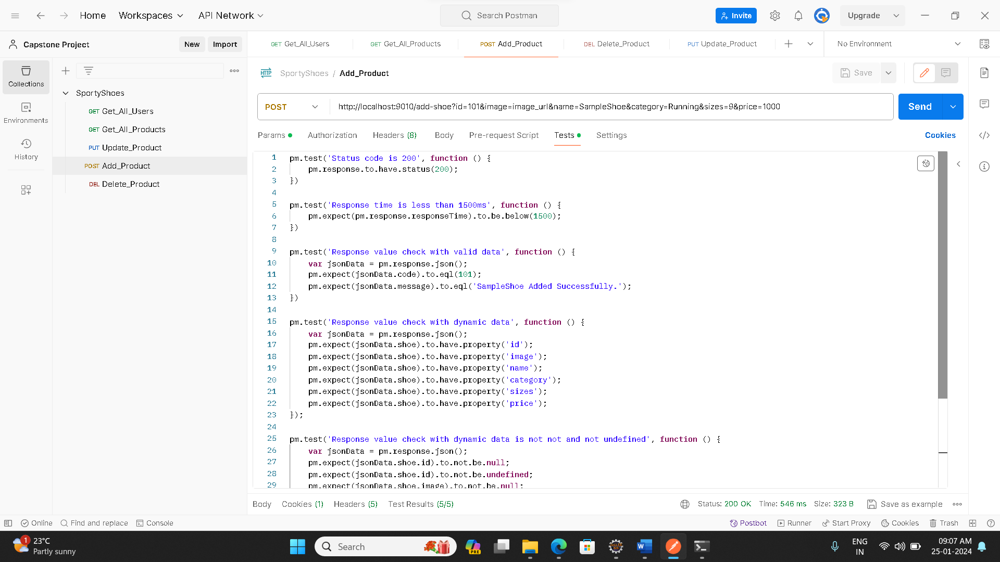 Home Workspaces API Network Search Postman Invite Upgrade
Capstone Project New Import GET Get_All_Users GET Get_All_Products POST Add_Product DEL Delete_Product PUT Update_Product No Environment
Collections
Environments
History
SportyShoes
GET Get_All_Users
GET Get_All_Products
PUT Update_Product
POST Add_Product
DEL Delete_Product
HTTP SportyShoes / Add_Product Save
POST http://localhost:9010/add-shoe?id=101&image=image_url&name=SampleShoe&category=Running&sizes=9&price=1000 Send
Params Authorization Headers (8) Body Pre-request Script Tests Settings Cookies
1 pm.test('Status code is 200', function () {
2 pm.response.to.have.status(200);
3 })
4
5 pm.test('Response time is less than 1500ms', function () {
6 pm.expect(pm.response.responseTime).to.be.below(1500);
7 })
8
9 pm.test('Response value check with valid data', function () {
10 var jsonData = pm.response.json();
11 pm.expect(jsonData.code).to.eql(101);
12 pm.expect(jsonData.message).to.eql('SampleShoe Added Successfully.');
13 })
14
15 pm.test('Response value check with dynamic data', function () {
16 var jsonData = pm.response.json();
17 pm.expect(jsonData.shoe).to.have.property('id');
18 pm.expect(jsonData.shoe).to.have.property('image');
19 pm.expect(jsonData.shoe).to.have.property('name');
20 pm.expect(jsonData.shoe).to.have.property('category');
21 pm.expect(jsonData.shoe).to.have.property('sizes');
22 pm.expect(jsonData.shoe).to.have.property('price');
23 });
24
25 pm.test('Response value check with dynamic data is not not and not undefined', function () {
26 var jsonData = pm.response.json();
27 pm.expect(jsonData.shoe.id).to.not.be.null;
28 pm.expect(jsonData.shoe.id).to.not.be.undefined;
29 pm.expect(jsonData.shoe.image).to.not.be.null;
Body Cookies (1) Headers (5) Test Results (5/5) Status: 200 OK Time: 546 ms Size: 323 B Save as example
Online Find and replace Console Postbot Runner Start Proxy Cookies Trash
1 23°C
Partly sunny
Search
PRE
ENG
IN
09:07 AM
25-01-2024